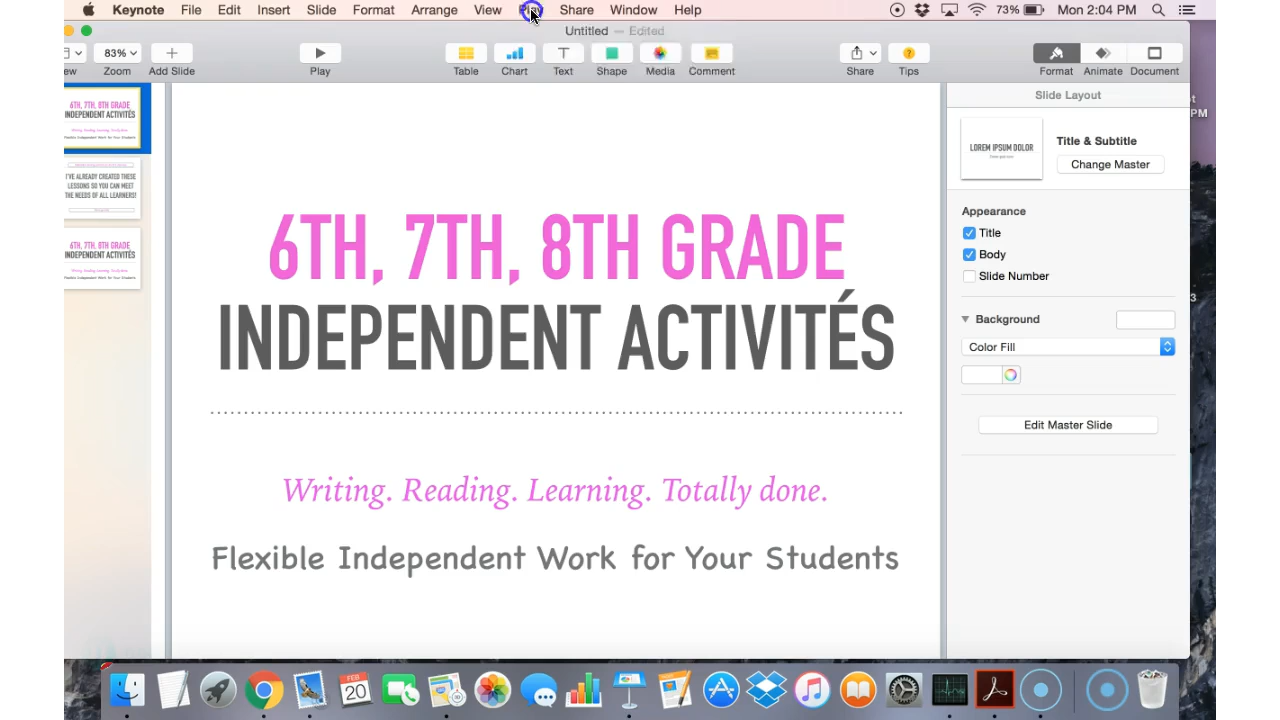 Keynote File Edit Insert Slide Format Arrange View Play Share Window Help 73% Mon 2:04 PM
Untitled — Edited
83%
Zoom Add Slide Play Table Chart Text Shape Media Comment Share Tips Format Animate Document
Slide Layout
LOREM IPSUM DOLOR
Title & Subtitle
Change Master
Appearance
Title
Body
Slide Number
Background
Color Fill
Edit Master Slide
6TH, 7TH, 8TH GRADE
INDEPENDENT ACTIVITÉS
I'VE ALREADY CREATED THESE
LESSONS SO YOU CAN MEET
THE NEEDS OF ALL LEARNERS!
6TH, 7TH, 8TH GRADE
INDEPENDENT ACTIVITÉS
6TH, 7TH, 8TH GRADE
INDEPENDENT ACTIVITÉS
Writing. Reading. Learning. Totally done.
Flexible Independent Work for Your Students
PM
3
FEB
20